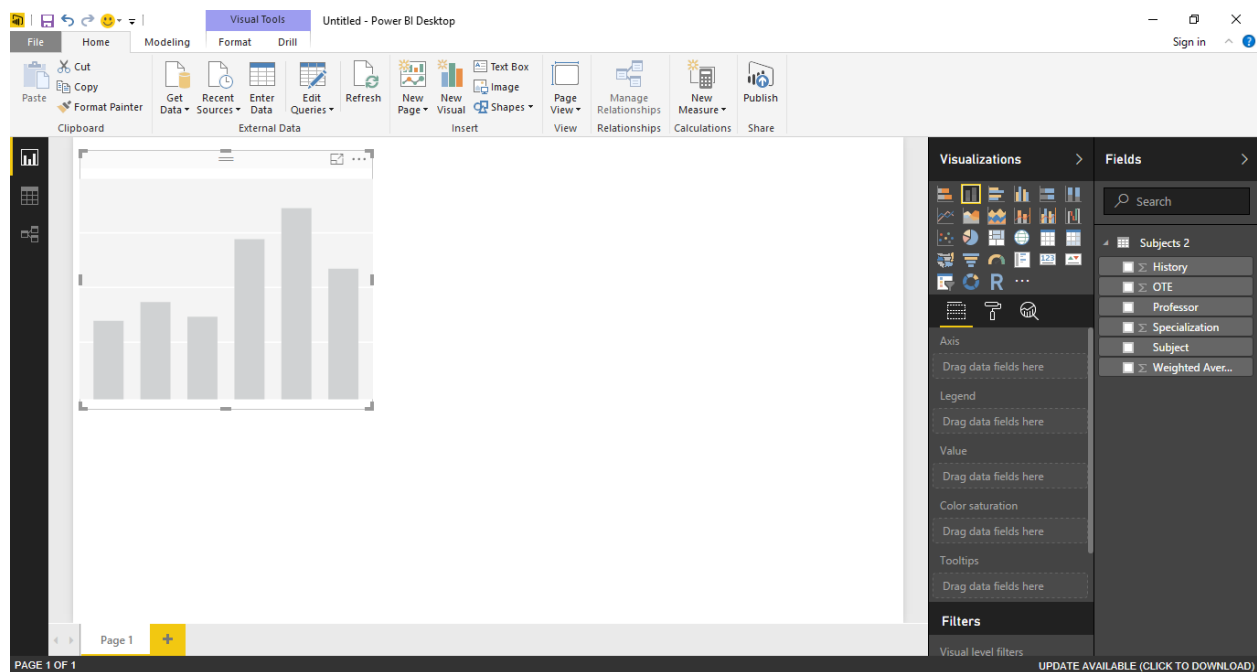 Visual Tools
Untitled - Power BI Desktop
File
Home
Modeling
Format
Drill
Sign in
?
Paste
Cut
Copy
Format Painter
Clipboard
Get Data
Recent Sources
Enter Data
Edit Queries
Refresh
External Data
New Page
New Visual
Text Box
Image
Shapes
Insert
Page View
View
Manage Relationships
Relationships
New Measure
Calculations
Publish
Share
Visualizations
123
R
Axis
Drag data fields here
Legend
Drag data fields here
Value
Drag data fields here
Color saturation
Drag data fields here
Tooltips
Drag data fields here
Filters
Visual level filters
Fields
Search
Subjects 2
Σ History
Σ OTE
Professor
Σ Specialization
Subject
Σ Weighted Aver...
Page 1
+
PAGE 1 OF 1
UPDATE AVAILABLE (CLICK TO DOWNLOAD)